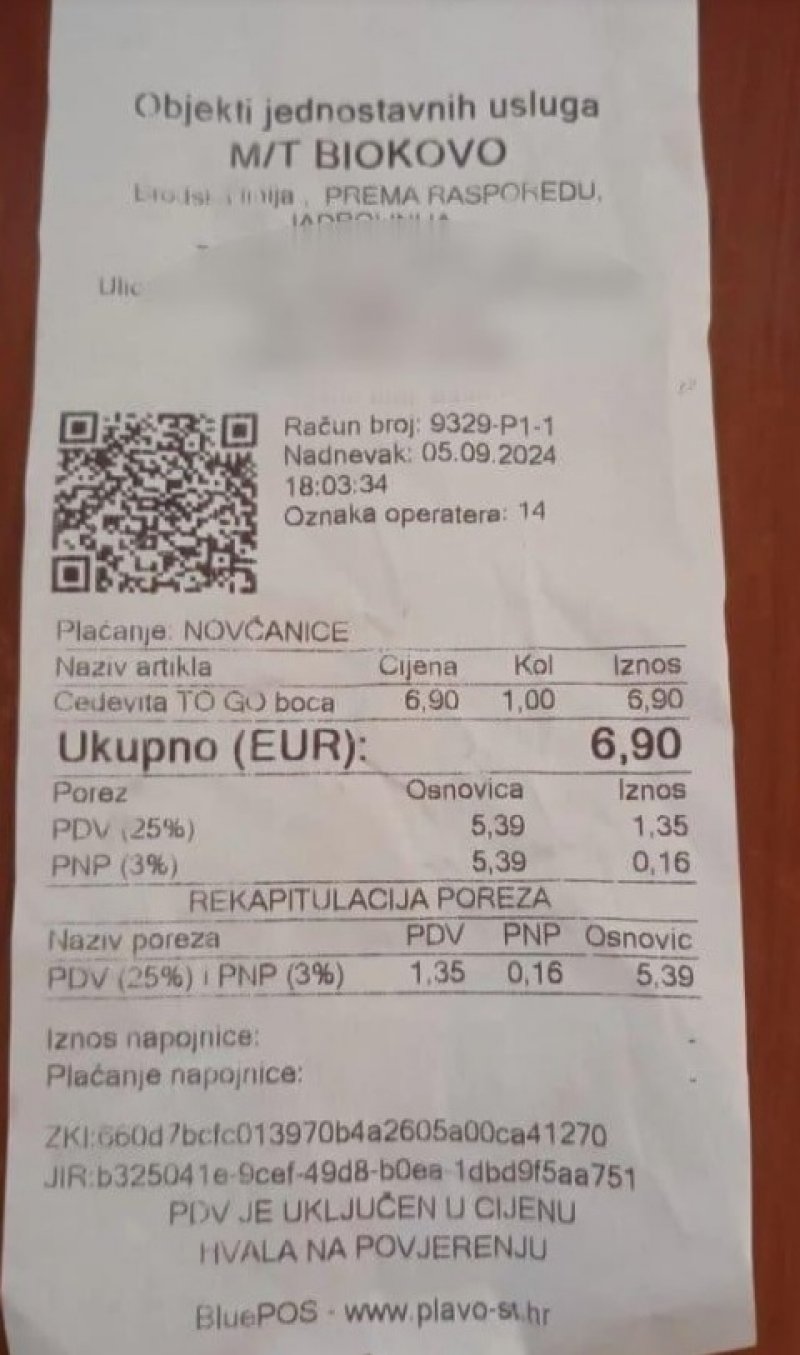 Objekti jednostavnih usluga
M/T BIOKOVO
Brodska linija , PREMA RASPOREDU,
JADROLINIJA
Ulic
Račun broj: 9329-P1-1
Nadnevak: 05.09.2024
18:03:34
Oznaka operatera: 14
Plaćanje: NOVČANICE
Naziv artikla Cijena Kol Iznos
Cedevita TO GO boca 6,90 1,00 6,90
Ukupno (EUR): 6,90
Porez Osnovica Iznos
PDV (25%) 5,39 1,35
PNP (3%) 5,39 0,16
REKAPITULACIJA POREZA
Naziv poreza PDV PNP Osnovic
PDV (25%) i PNP (3%) 1,35 0,16 5,39
Iznos napojnice: -
Plaćanje napojnice: -
ZKI:660d7bcfc013970b4a2605a00ca41270
JIR:b325041e-9cef-49d8-b0ea-1dbd9f5aa751
PDV JE UKLJUČEN U CIJENU
HVALA NA POVJERENJU
BluePOS - www.plavo-st.hr